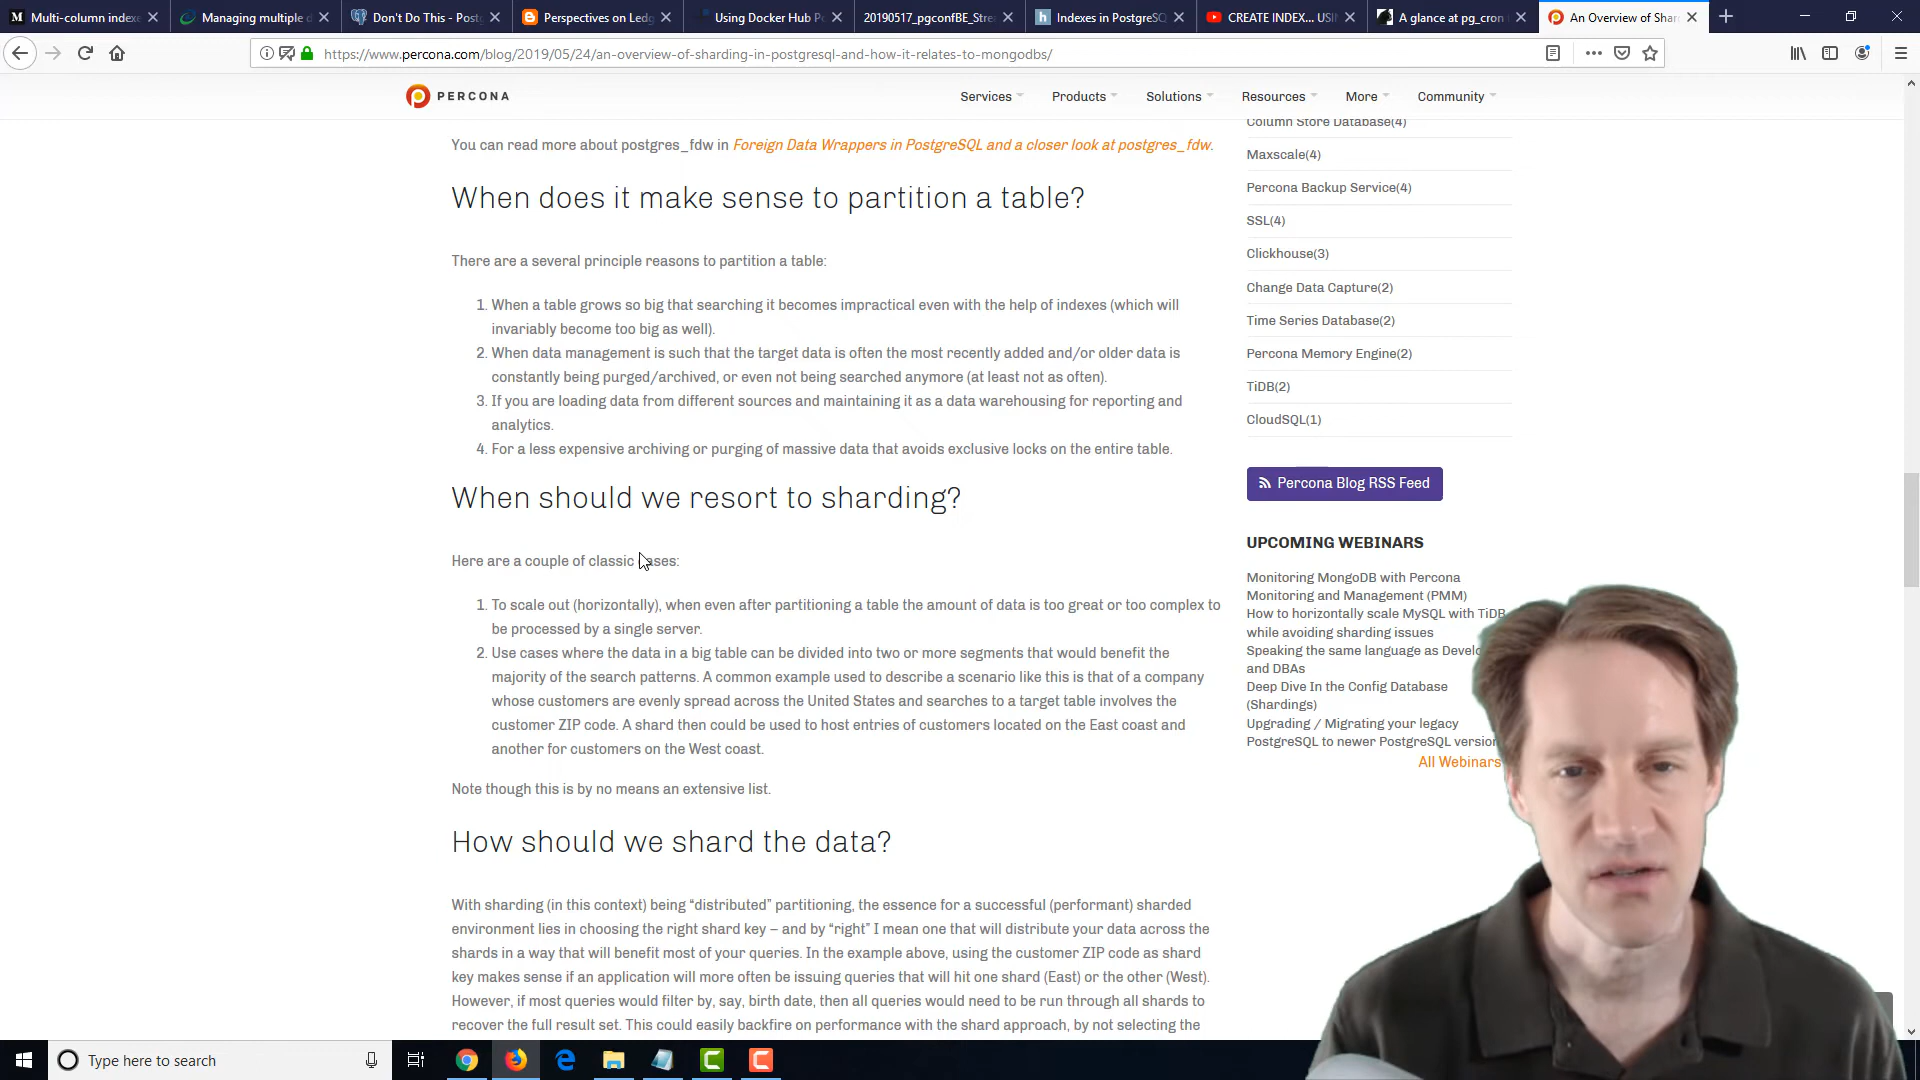 Multi-column indexe
Managing multiple d
Don't Do This - Post
Perspectives on Ledg
Using Docker Hub Po
20190517_pgconfBE_Stre
Indexes in PostgreSQ
CREATE INDEX... USI
A glance at pg_cron
An Overview of Shar
https://www.percona.com/blog/2019/05/24/an-overview-of-sharding-in-postgresql-and-how-it-relates-to-mongodbs/
PERCONA
Services
Products
Solutions
Resources
More
Community
You can read more about postgres_fdw in Foreign Data Wrappers in PostgreSQL and a closer look at postgres_fdw.
When does it make sense to partition a table?
There are a several principle reasons to partition a table:
1. When a table grows so big that searching it becomes impractical even with the help of indexes (which will
invariably become too big as well).
2. When data management is such that the target data is often the most recently added and/or older data is
constantly being purged/archived, or even not being searched anymore (at least not as often).
3. If you are loading data from different sources and maintaining it as a data warehousing for reporting and
analytics.
4. For a less expensive archiving or purging of massive data that avoids exclusive locks on the entire table.
When should we resort to sharding?
Here are a couple of classic cases:
1. To scale out (horizontally), when even after partitioning a table the amount of data is too great or too complex to
be processed by a single server.
2. Use cases where the data in a big table can be divided into two or more segments that would benefit the
majority of the search patterns. A common example used to describe a scenario like this is that of a company
whose customers are evenly spread across the United States and searches to a target table involves the
customer ZIP code. A shard then could be used to host entries of customers located on the East coast and
another for customers on the West coast.
Note though this is by no means an extensive list.
How should we shard the data?
With sharding (in this context) being “distributed” partitioning, the essence for a successful (performant) sharded
environment lies in choosing the right shard key – and by “right” I mean one that will distribute your data across the
shards in a way that will benefit most of your queries. In the example above, using the customer ZIP code as shard
key makes sense if an application will more often be issuing queries that will hit one shard (East) or the other (West).
However, if most queries would filter by, say, birth date, then all queries would need to be run through all shards to
recover the full result set. This could easily backfire on performance with the shard approach, by not selecting the
Column Store Database(4)
Maxscale(4)
Percona Backup Service(4)
SSL(4)
Clickhouse(3)
Change Data Capture(2)
Time Series Database(2)
Percona Memory Engine(2)
TiDB(2)
CloudSQL(1)
Percona Blog RSS Feed
UPCOMING WEBINARS
Monitoring MongoDB with Percona
Monitoring and Management (PMM)
How to horizontally scale MySQL with TiDB
while avoiding sharding issues
Speaking the same language as Develo
and DBAs
Deep Dive In the Config Database
(Shardings)
Upgrading / Migrating your legacy
PostgreSQL to newer PostgreSQL version
All Webinars
Type here to search